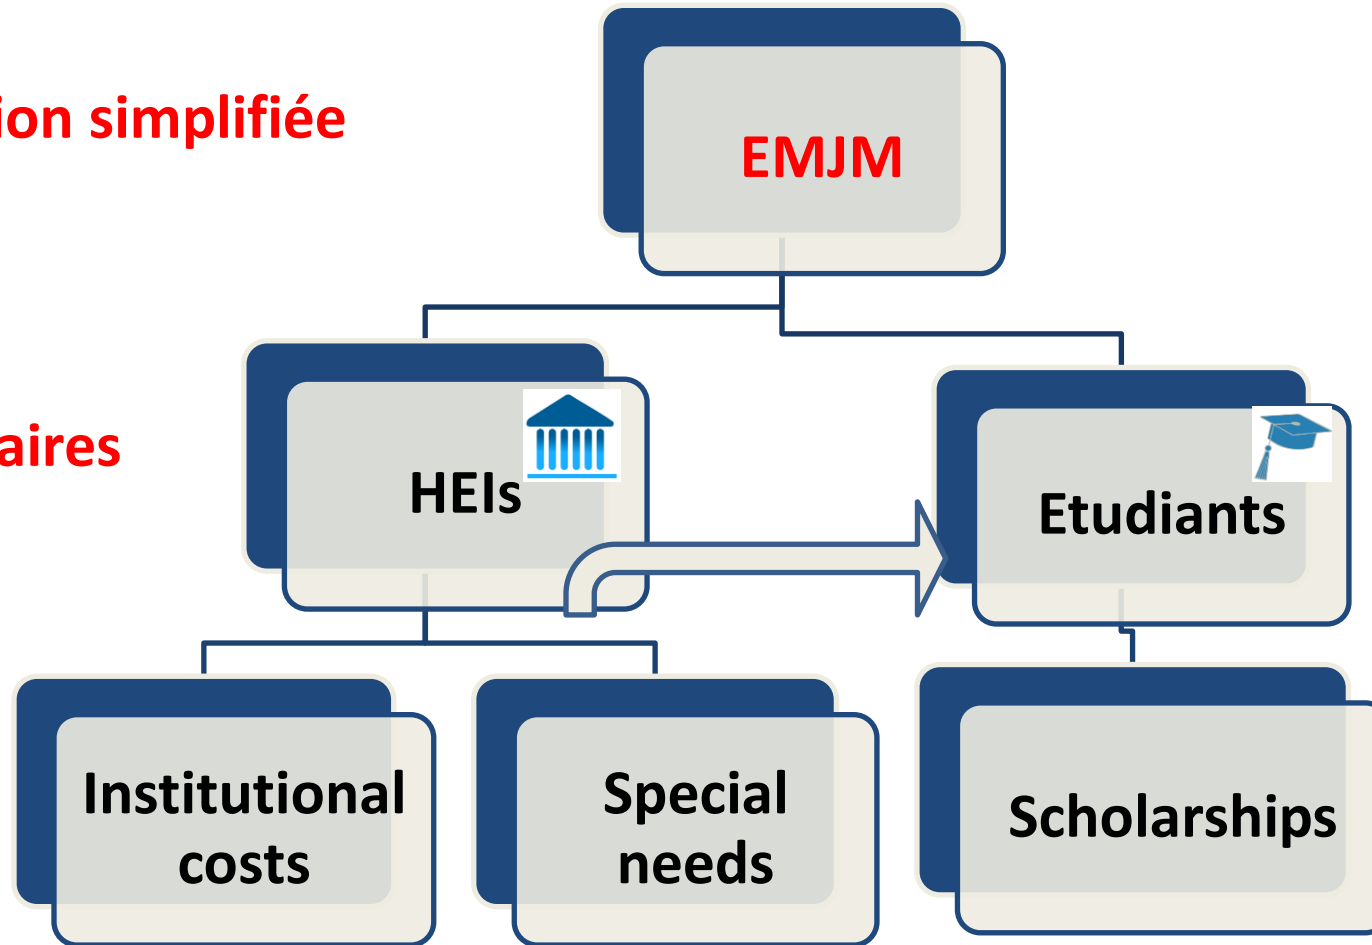 ion simplifiée
EMJM
aires
HEIs
Etudiants
Institutional
costs
Special
needs
Scholarships